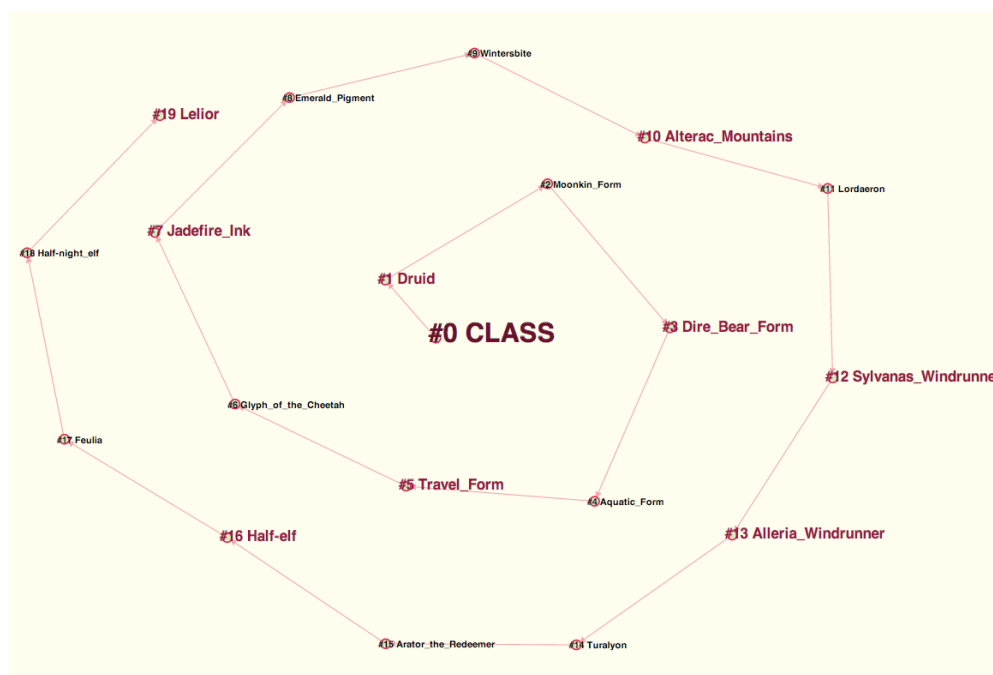 #9 Wintersbite
#8 Emerald_Pigment
#19 Lelior
#10 Alterac_Mountains
#2 Moonkin_Form
#11 Lordaeron
#7 Jadefire_Ink
#18 Half-night_elf
#1 Druid
#0 CLASS
#3 Dire_Bear_Form
#12 Sylvanas_Windrunne
#6 Glyph_of_the_Cheetah
#17 Feulia
#5 Travel_Form
#4 Aquatic_Form
#16 Half-elf
#13 Alleria_Windrunner
#15 Arator_the_Redeemer
#14 Turalyon